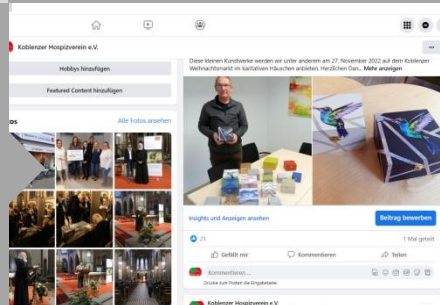 Koblenzer Hospizverein e.V.
Hobbys hinzufügen
Featured Content hinzufügen
os
Alle Fotos ansehen
Diese kleinen Kunstwerke werden wir unter anderem am 27. November 2022 auf dem Koblenzer
Weihnachtsmarkt im karitativen Häuschen anbieten. Herzlichen Dan... Mehr anzeigen
Insights und Anzeigen ansehen
Beitrag bewerben
21
1 Mal geteilt
Gefällt mir
Kommentieren
Teilen
Kommentieren ...
Drücke zum Posten die Eingabetaste.
Koblenzer Hospizverein e.V.